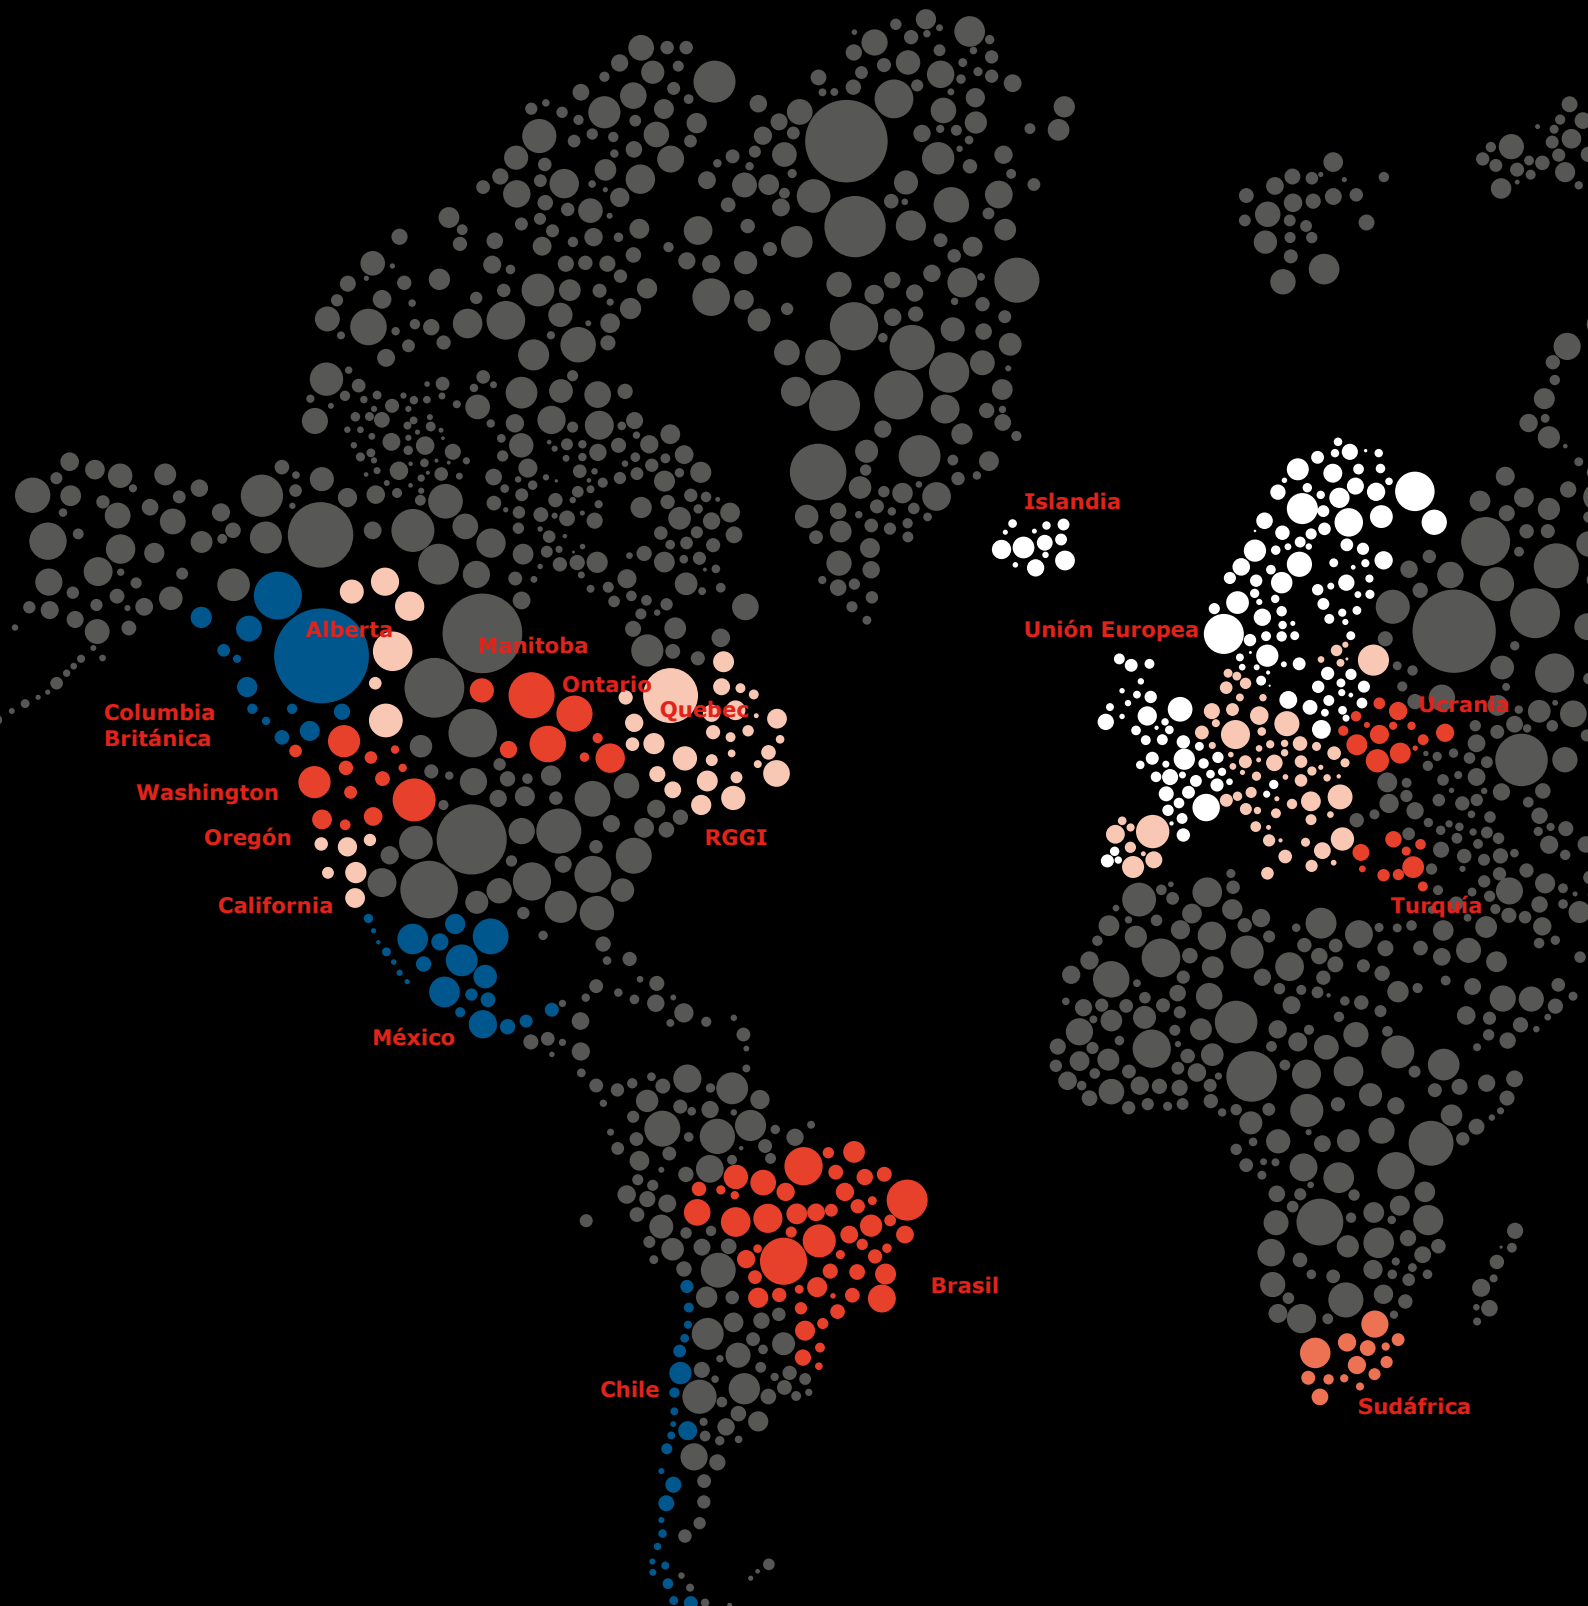 Islandia
Alberta
Unión Europea
Manitoba
Ontario
Quebec
Ucrania
Columbia
Británica
Washington
Oregón
RGGI
California
Turquía
México
Brasil
Chile
Sudáfrica